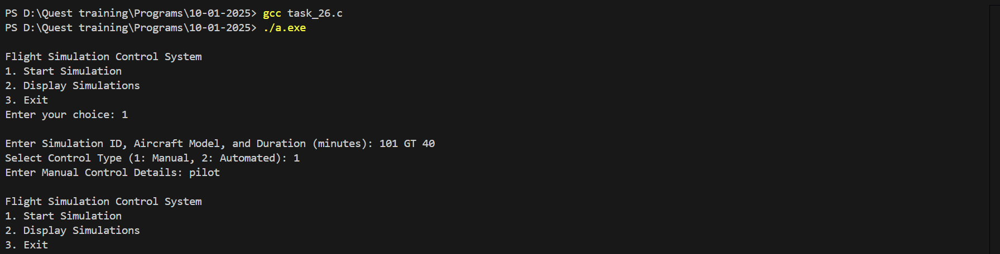 PS D:\Quest training\Programs\10-01-2025> gcc task_26.c
PS D:\Quest training\Programs\10-01-2025> ./a.exe
Flight Simulation Control System
1. Start Simulation
2. Display Simulations
3. Exit
Enter your choice: 1
Enter Simulation ID, Aircraft Model, and Duration (minutes): 101 GT 40
Select Control Type (1: Manual, 2: Automated): 1
Enter Manual Control Details: pilot
Flight Simulation Control System
1. Start Simulation
2. Display Simulations
3. Exit